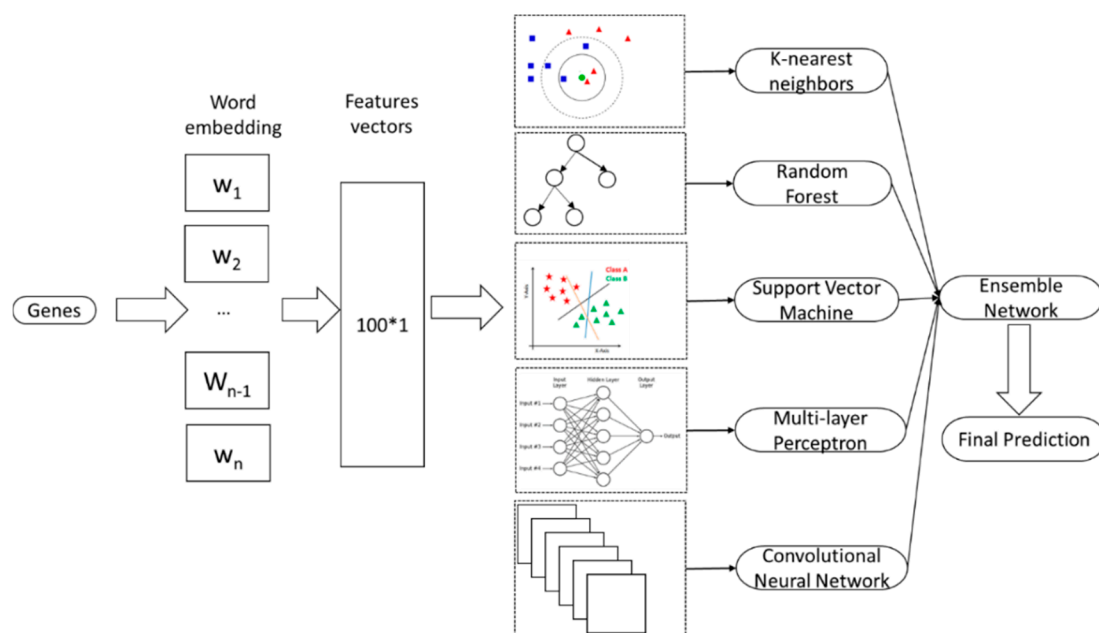 Genes
Word
embedding
w1
w2
...
Wn-1
wn
Features
vectors
100*1
K-nearest
neighbors
Random
Forest
Class A
Class B
Y-Axis
X-Axis
Support Vector
Machine
Input
Layer
Hidden Layer
Output
Layer
Input #1
Input #2
Input #3
Input #4
Output
Multi-layer
Perceptron
Convolutional
Neural Network
Ensemble
Network
Final Prediction